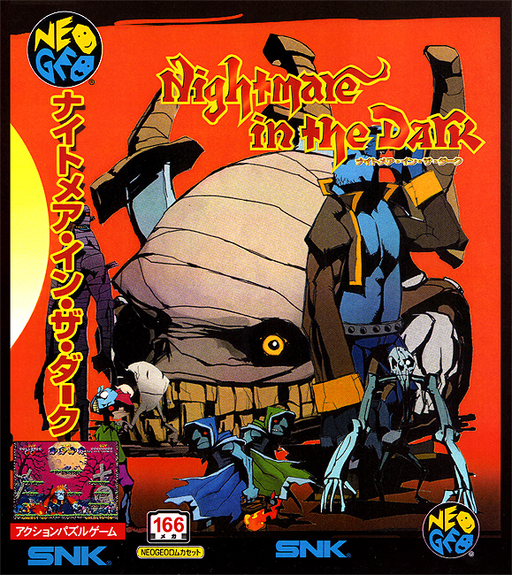 NEO
GEO
Nightmare
in the Dark
ナイトメア・イン・ザ・ダーク
ナイトメア・イン・ザ・ダーク
アクションパズルゲーム
SNK
166
メガ
NEOGEOロムカセット
SNK
NEO
GEO